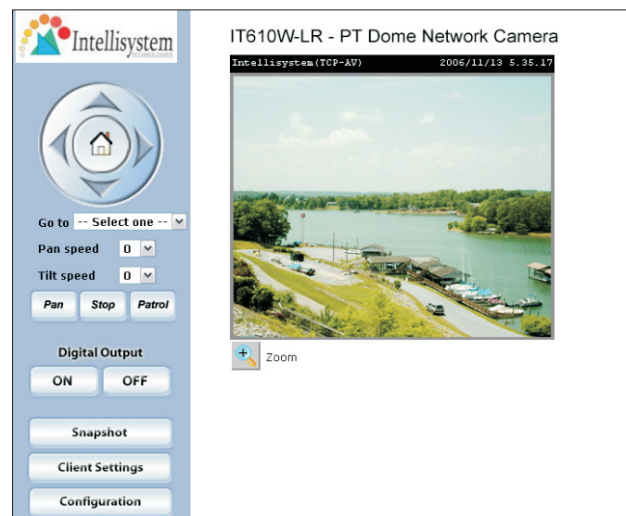 Intellisystem
TECHNOLOGIES
IT610W-LR - PT Dome Network Camera
Intellisystem(TCP-AV) 2006/11/13 5.35.17
Go to -- Select one --
Pan speed 0
Tilt speed 0
Pan Stop Patrol
Digital Output
ON OFF
Snapshot
Client Settings
Configuration
Zoom